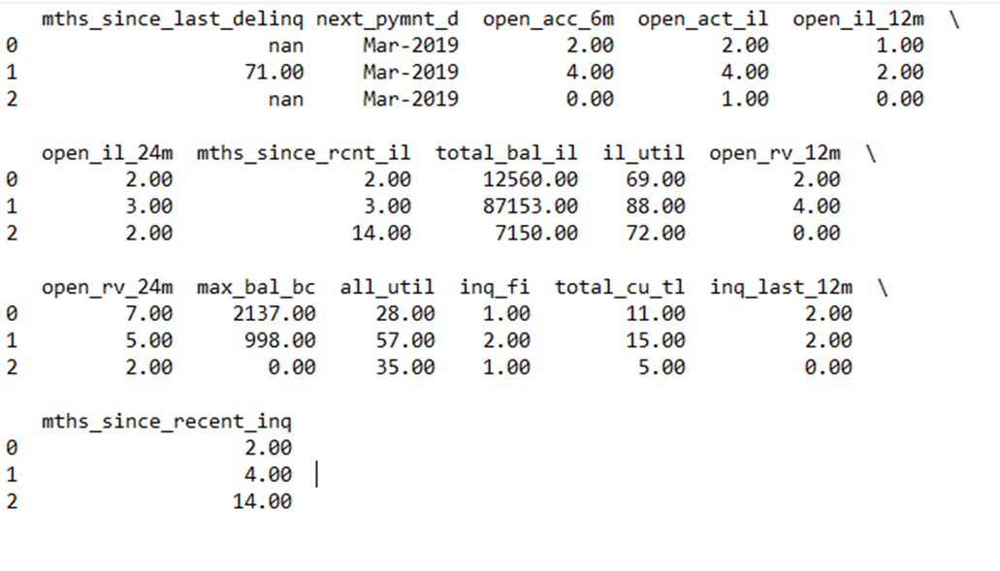 mths_since_last_delinq next_pymnt_d  open_acc_6m  open_act_il  open_il_12m  \
0                     nan     Mar-2019         2.00         2.00         1.00
1                   71.00     Mar-2019         4.00         4.00         2.00
2                     nan     Mar-2019         0.00         1.00         0.00
   open_il_24m  mths_since_rcnt_il  total_bal_il  il_util  open_rv_12m  \
0         2.00                2.00      12560.00    69.00         2.00
1         3.00                3.00      87153.00    88.00         4.00
2         2.00               14.00       7150.00    72.00         0.00
   open_rv_24m  max_bal_bc  all_util  inq_fi  total_cu_tl  inq_last_12m  \
0         7.00     2137.00     28.00    1.00        11.00          2.00
1         5.00      998.00     57.00    2.00        15.00          2.00
2         2.00        0.00     35.00    1.00         5.00          0.00
   mths_since_recent_inq
0                   2.00
1                   4.00
2                  14.00